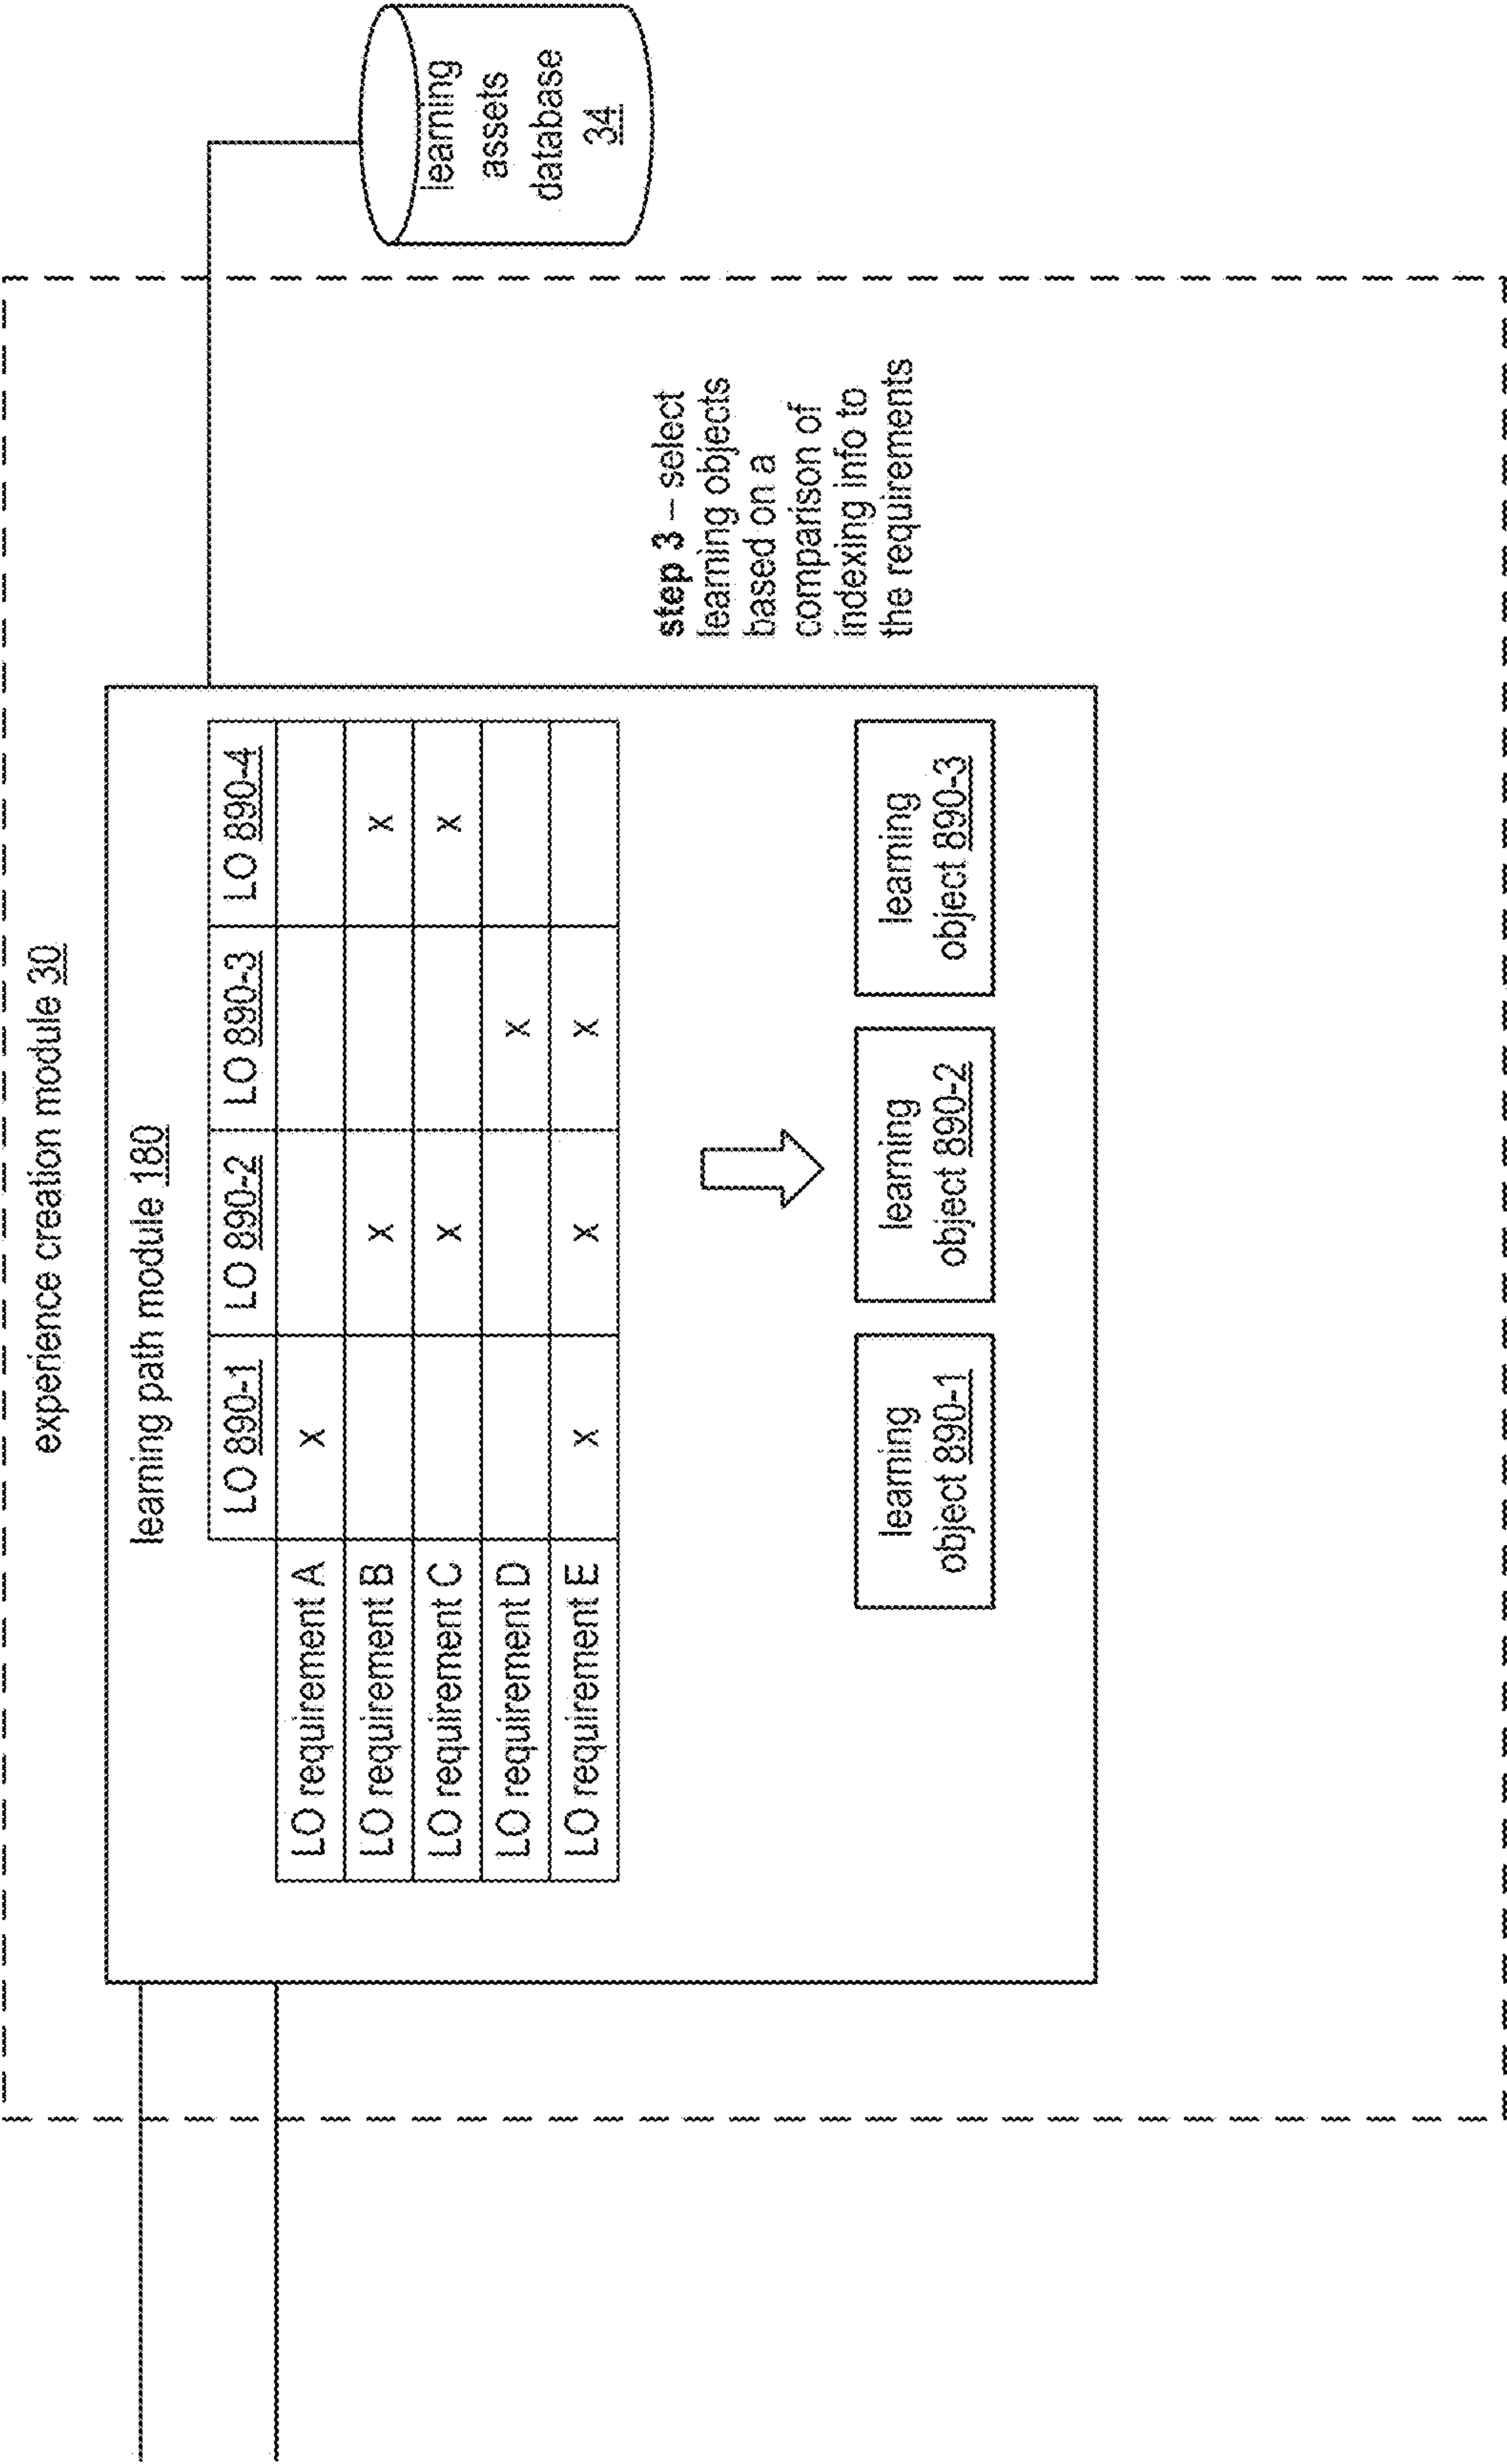 experience creation module 30
learning path module 180
LO 890-1 LO 890-2 LO 890-3 LO 890-4
LO requirement A X
LO requirement B X X
LO requirement C X X
LO requirement D X
LO requirement E X X X
step 3 – select
learning objects
based on a
comparison of
indexing info to
the requirements
learning
object 890-1
learning
object 890-2
learning
object 890-3
learning
assets
database
34